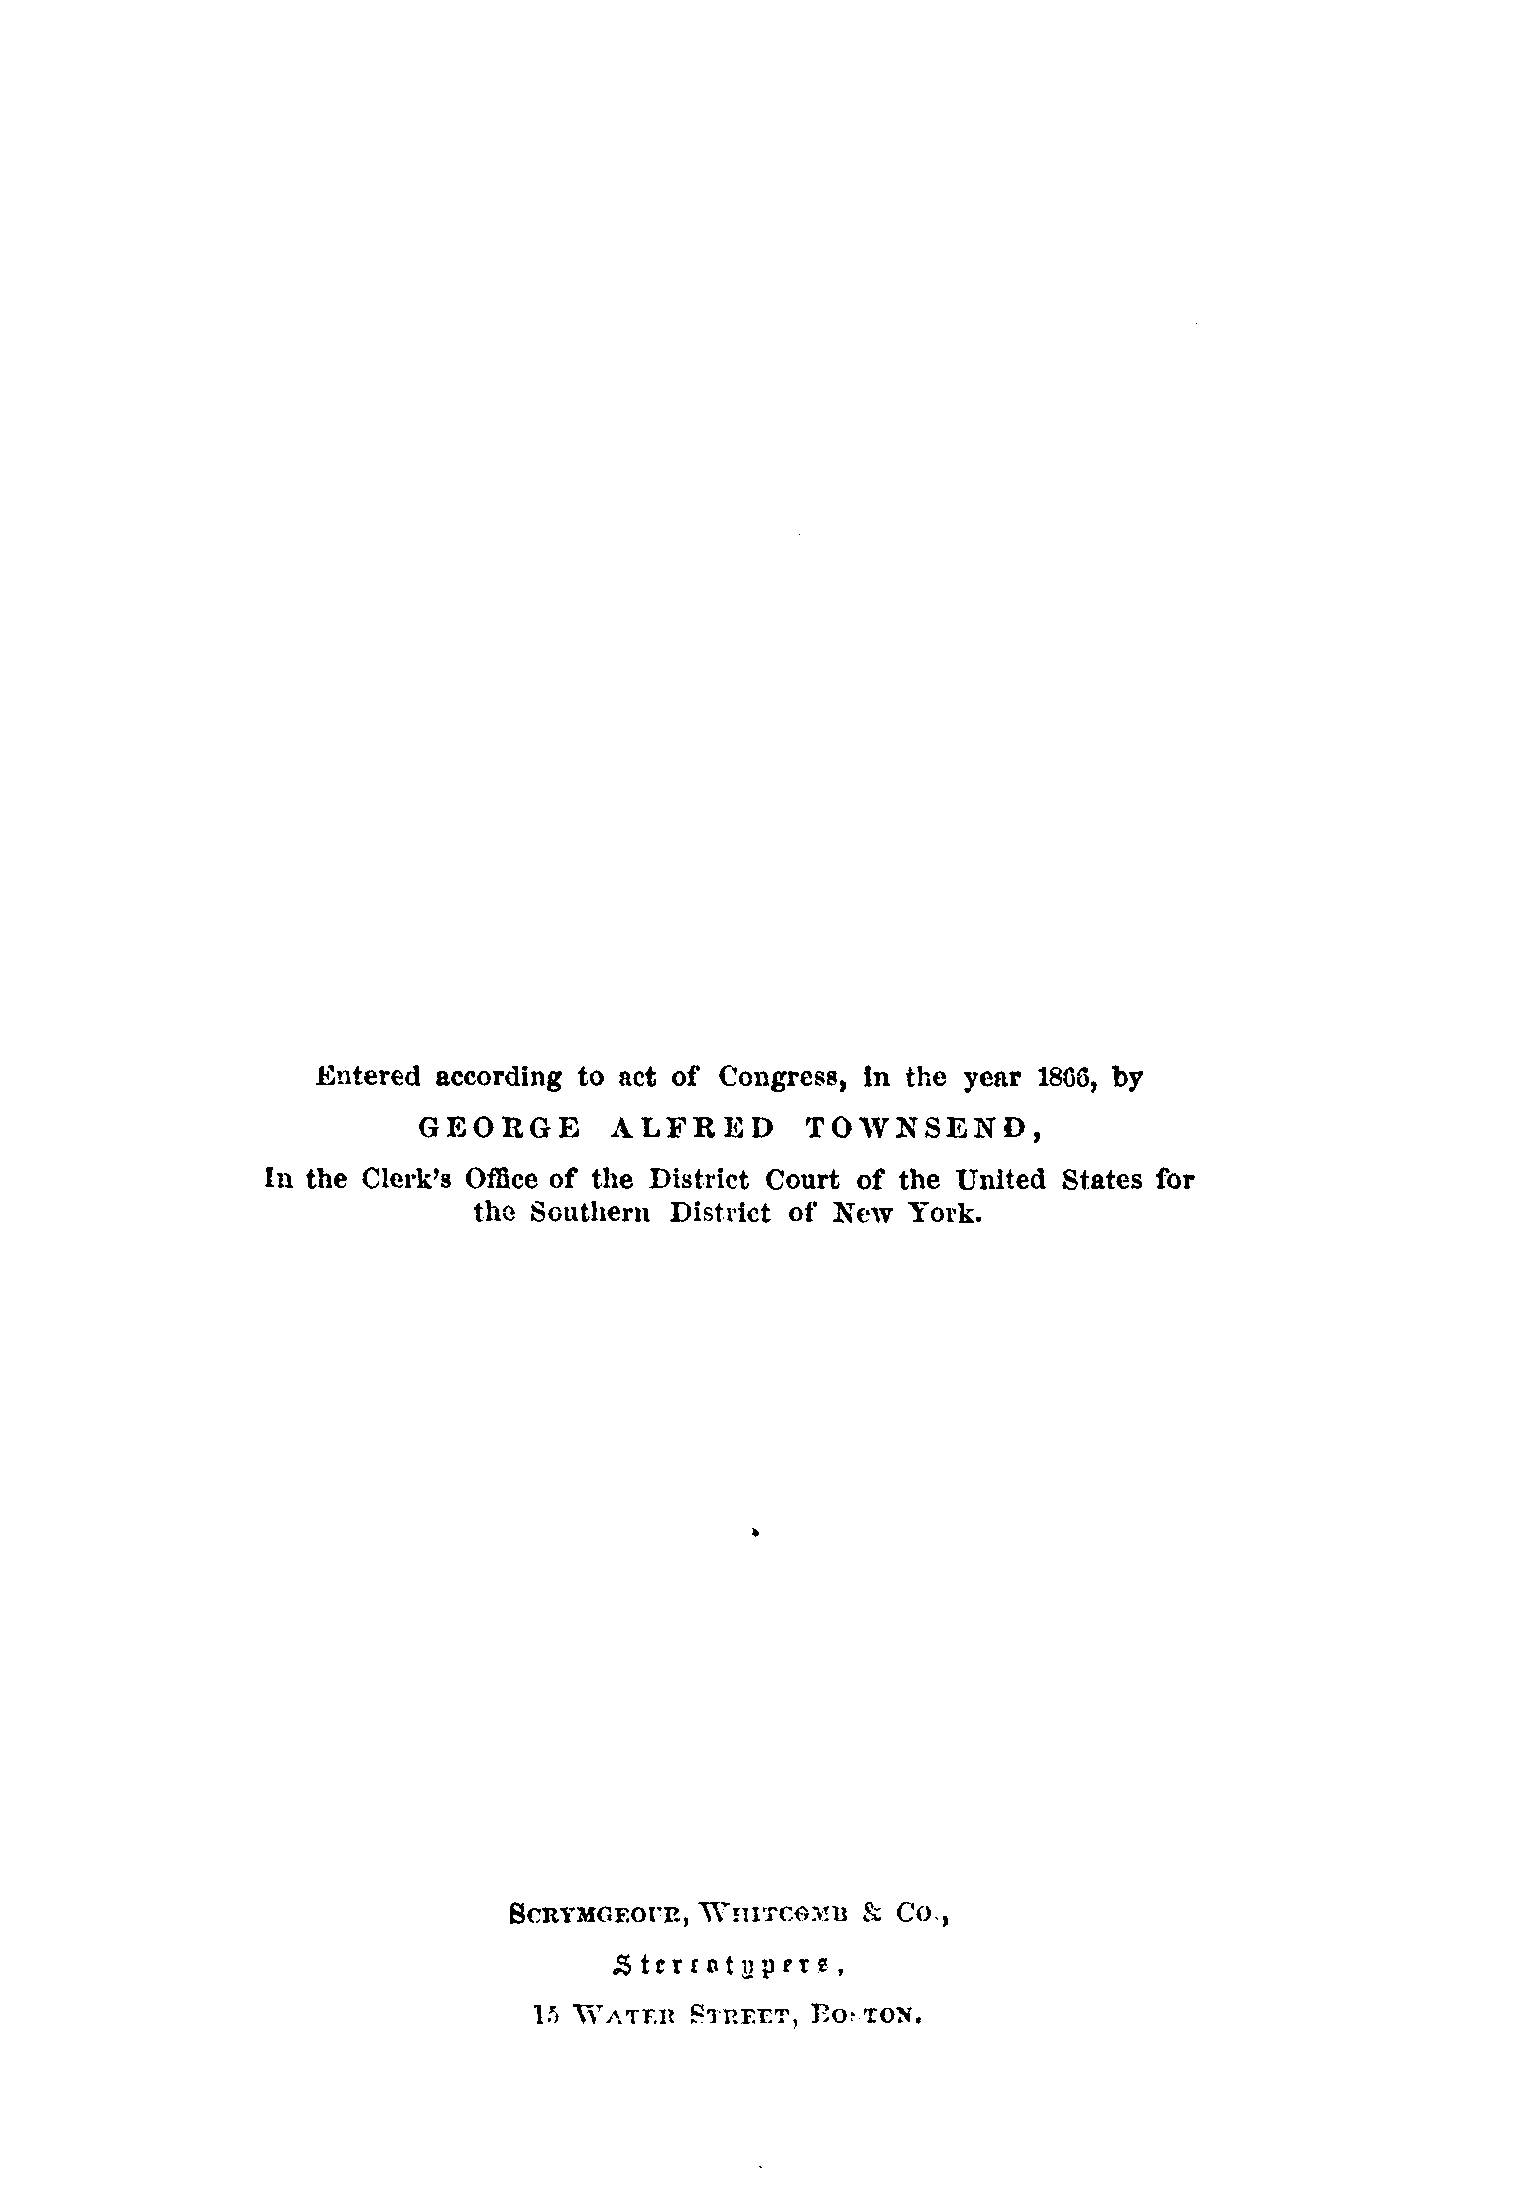 Entered according to act of Congress, in the year 1866, by
GEORGE ALFRED TOWNSEND,
In the Clerk's Office of the District Court of the United States for
the Southern District of New York.
SCRYMGEOUR, WHITCOMB & CO.,
Stereotypers,
15 WATER STREET, BOSTON.